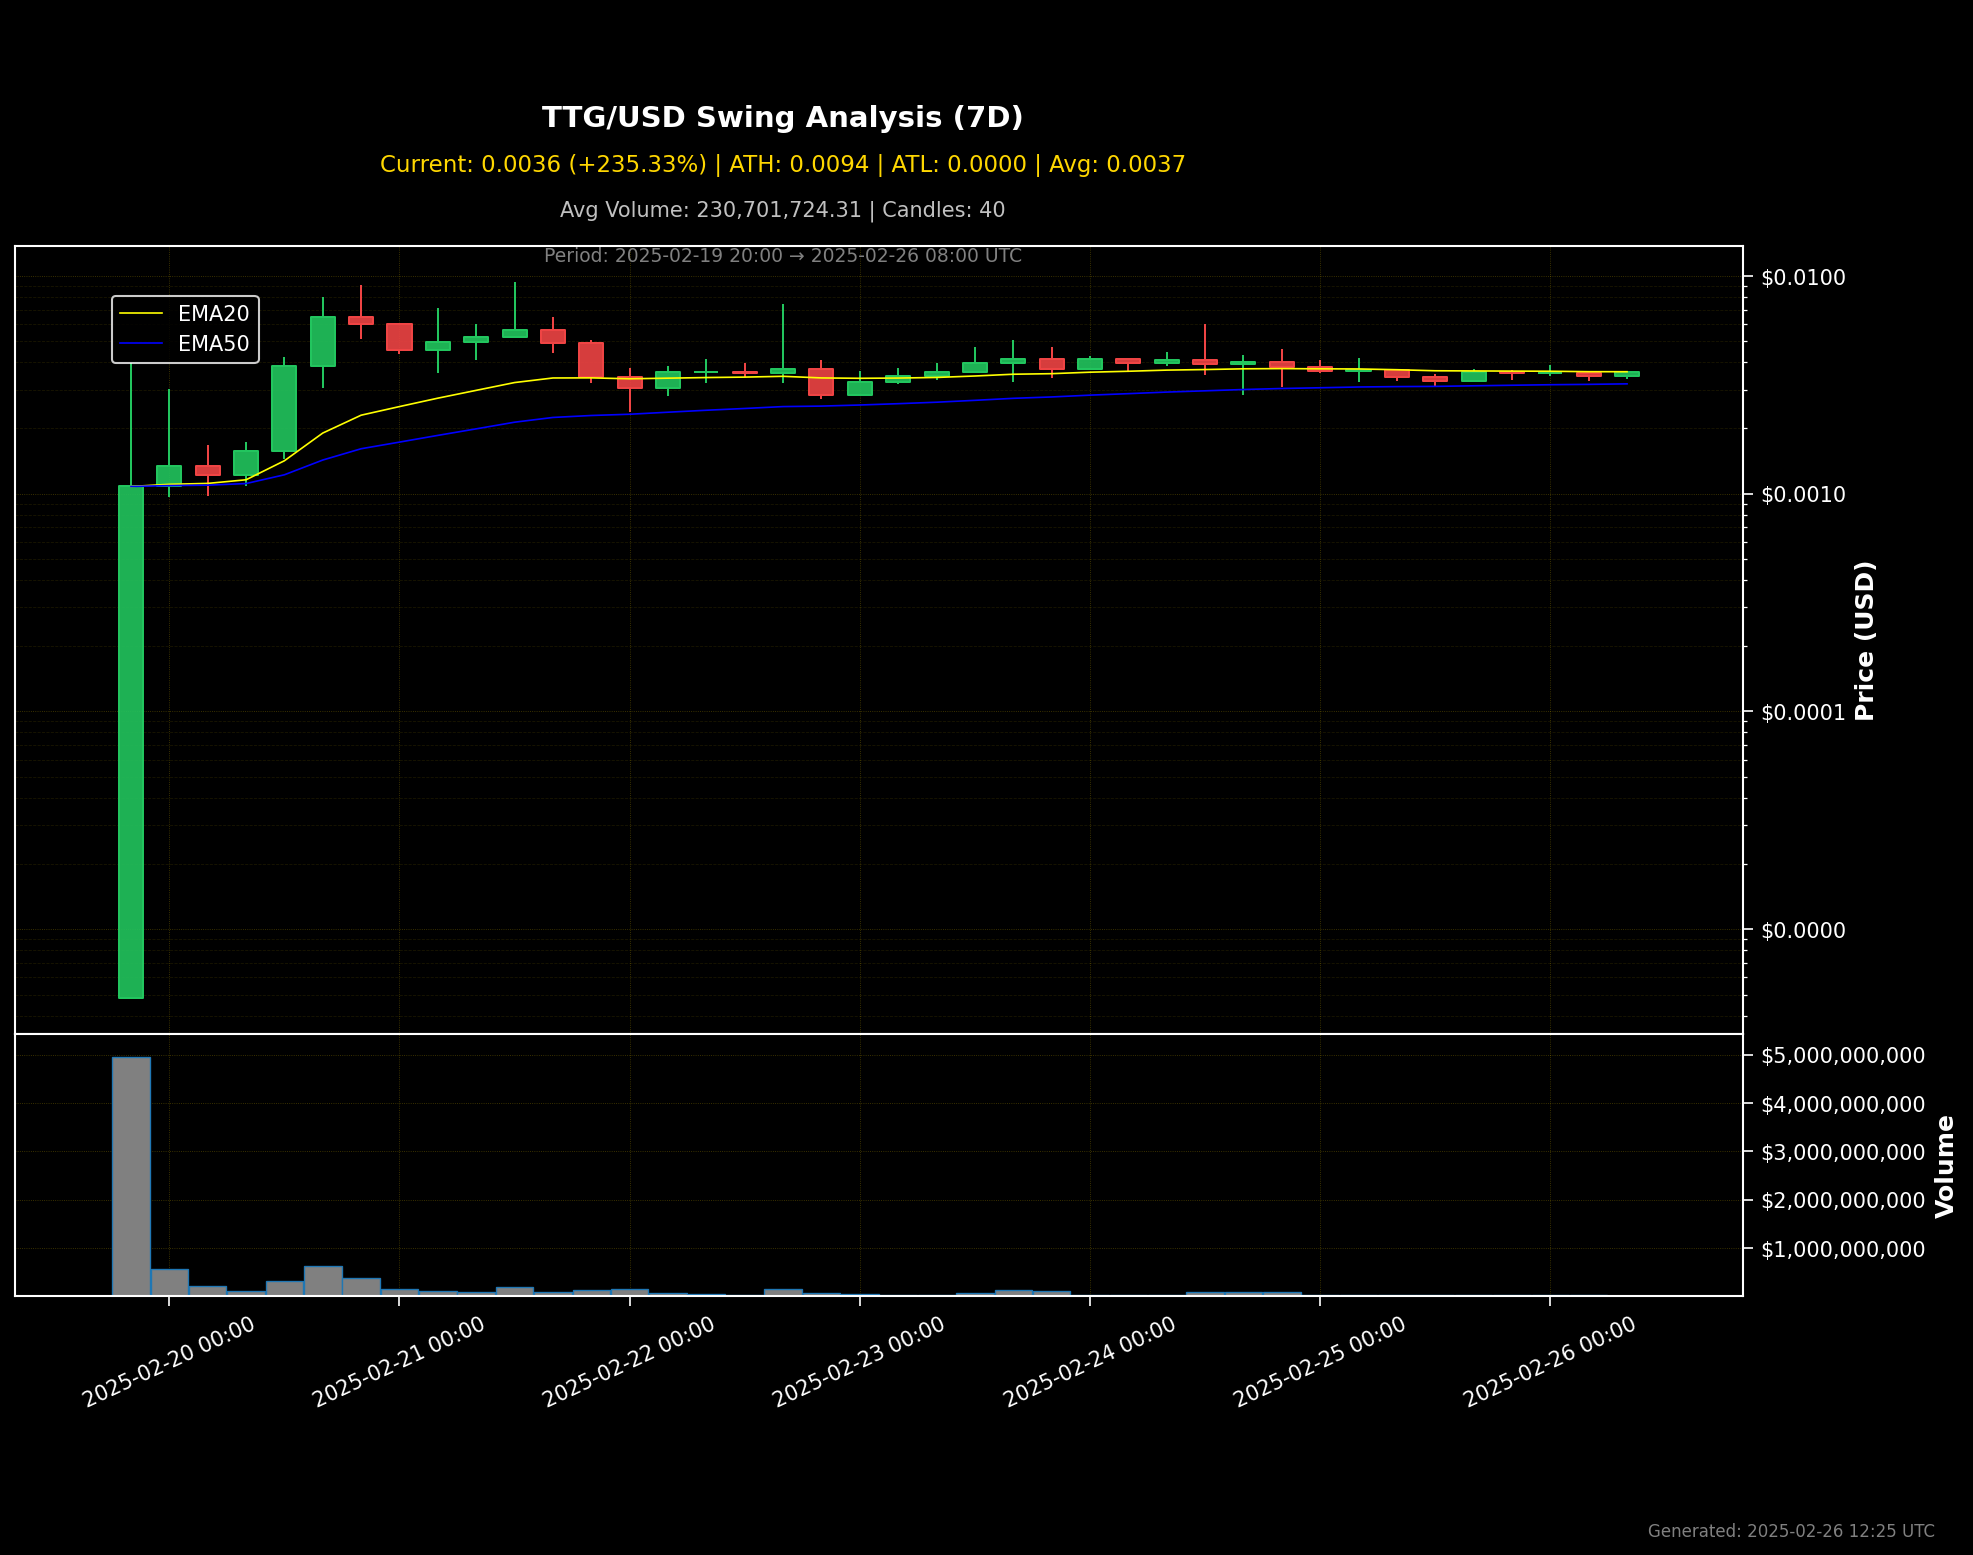 TTG/USD Swing Analysis (7D)
Current: 0.0036 (+235.33%) | ATH: 0.0094 | ATL: 0.0000 | Avg: 0.0037
Avg Volume: 230,701,724.31 | Candles: 40
Period: 2025-02-19 20:00 → 2025-02-26 08:00 UTC
EMA20
EMA50
$0.0100
$0.0010
$0.0001
$0.0000
Price (USD)
$5,000,000,000
$4,000,000,000
$3,000,000,000
$2,000,000,000
$1,000,000,000
Volume
2025-02-20 00:00
2025-02-21 00:00
2025-02-22 00:00
2025-02-23 00:00
2025-02-24 00:00
2025-02-25 00:00
2025-02-26 00:00
Generated: 2025-02-26 12:25 UTC